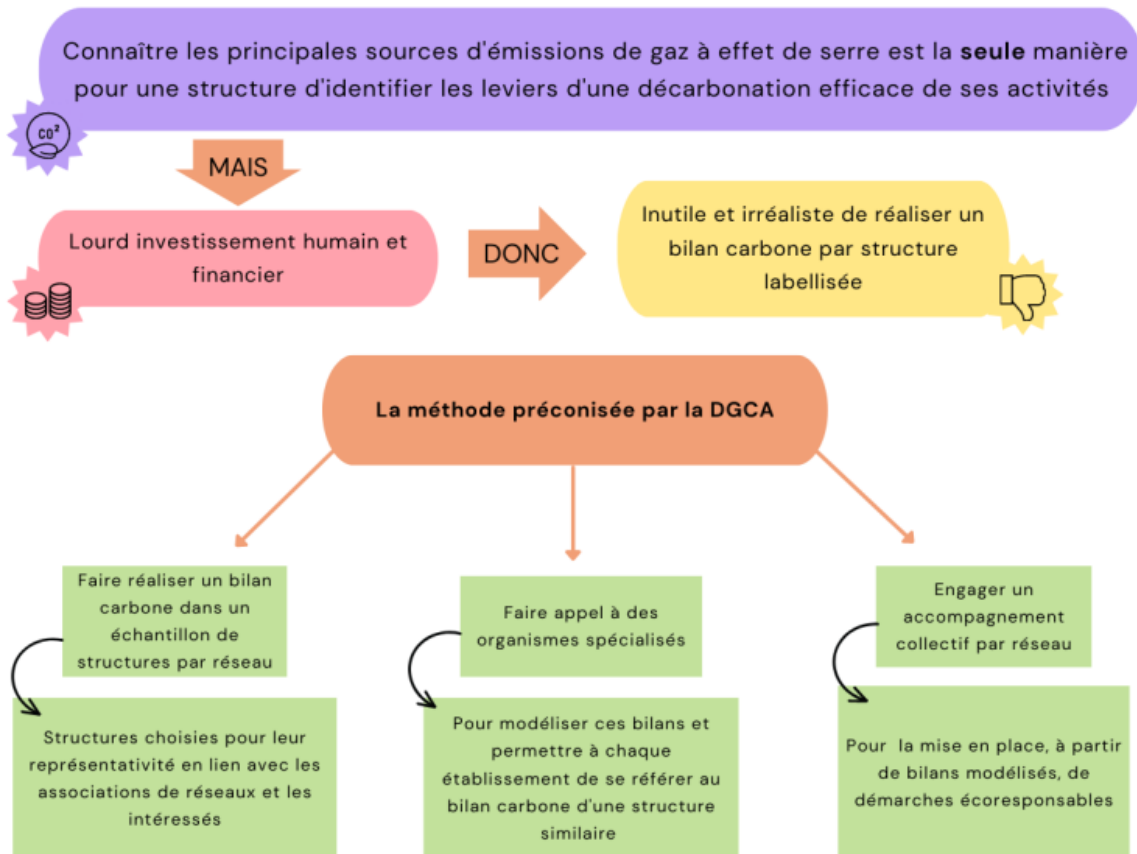 Connaître les principales sources d'émissions de gaz à effet de serre est la seule manière
pour une structure d'identifier les leviers d'une décarbonation efficace de ses activités
CO²
MAIS
Lourd investissement humain et
financier
DONC
Inutile et irréaliste de réaliser un
bilan carbone par structure
labellisée
La méthode préconisée par la DGCA
Faire réaliser un bilan
carbone dans un
échantillon de
structures par réseau
Structures choisies pour leur
représentativité en lien avec les
associations de réseaux et les
intéressés
Faire appel à des
organismes spécialisés
Pour modéliser ces bilans et
permettre à chaque
établissement de se référer au
bilan carbone d'une structure
similaire
Engager un
accompagnement
collectif par réseau
Pour la mise en place, à partir
de bilans modélisés, de
démarches écoresponsables